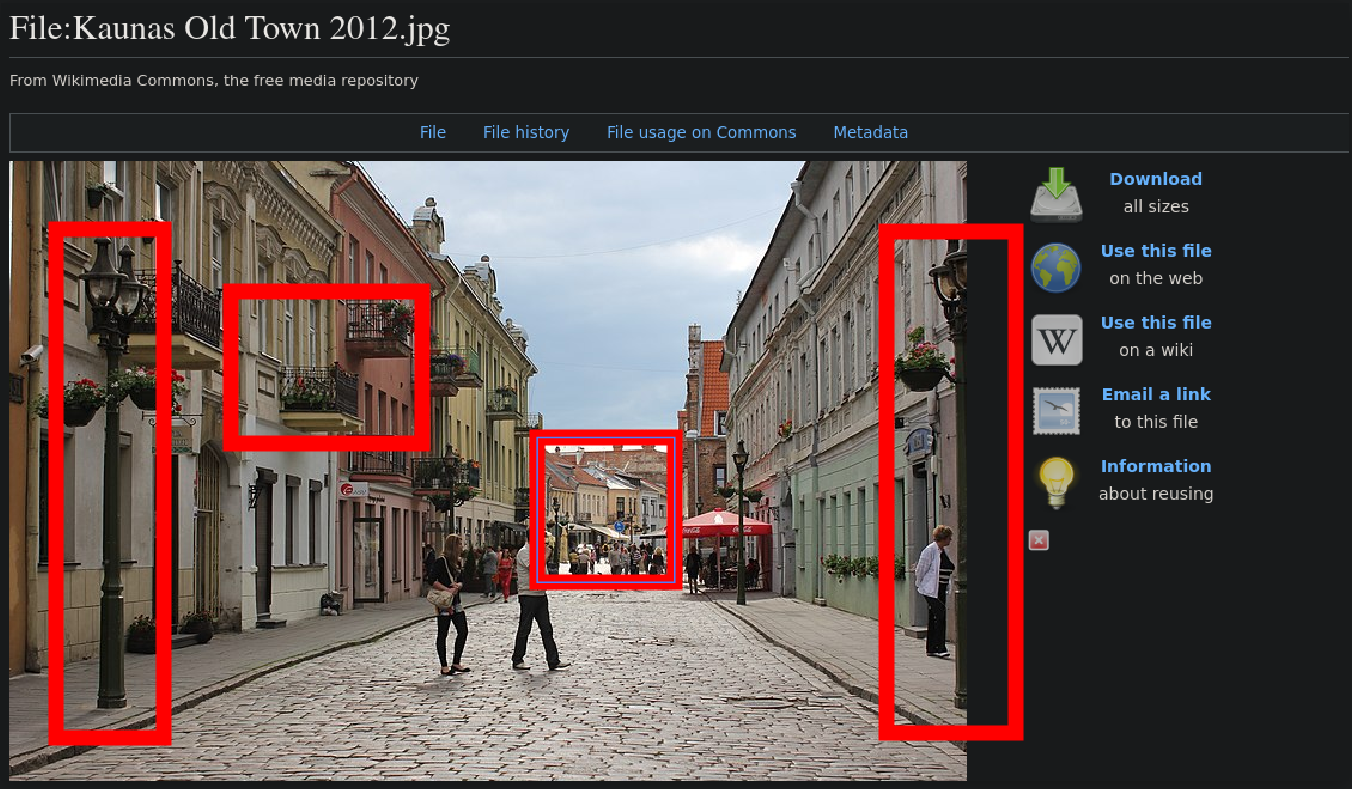 File:Kaunas Old Town 2012.jpg
From Wikimedia Commons, the free media repository
File File history File usage on Commons Metadata
Download
all sizes
Use this file
on the web
W
Use this file
on a wiki
Email a link
to this file
Information
about reusing